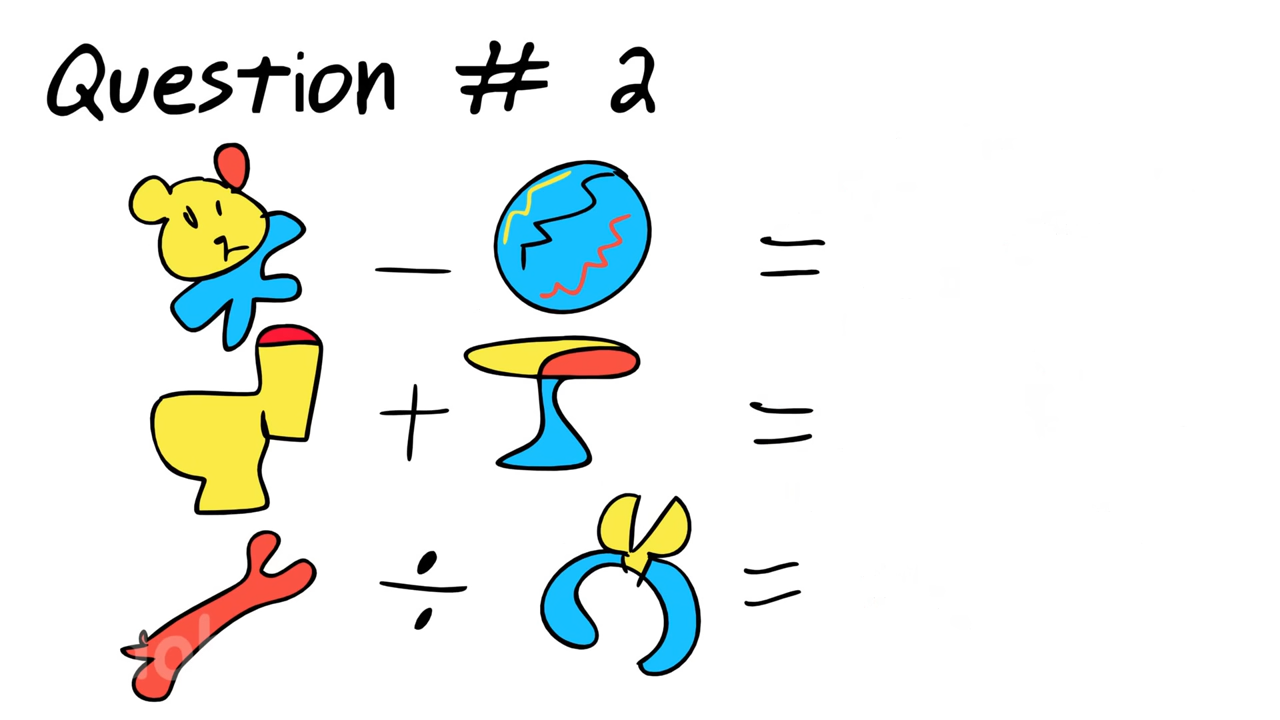 Question # 2
− =
+ =
÷ =